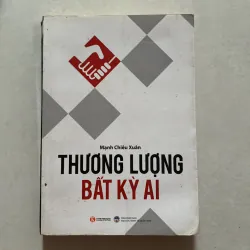 Mạnh Chiêu Xuân
THƯƠNG LƯỢNG
BẤT KỲ AI